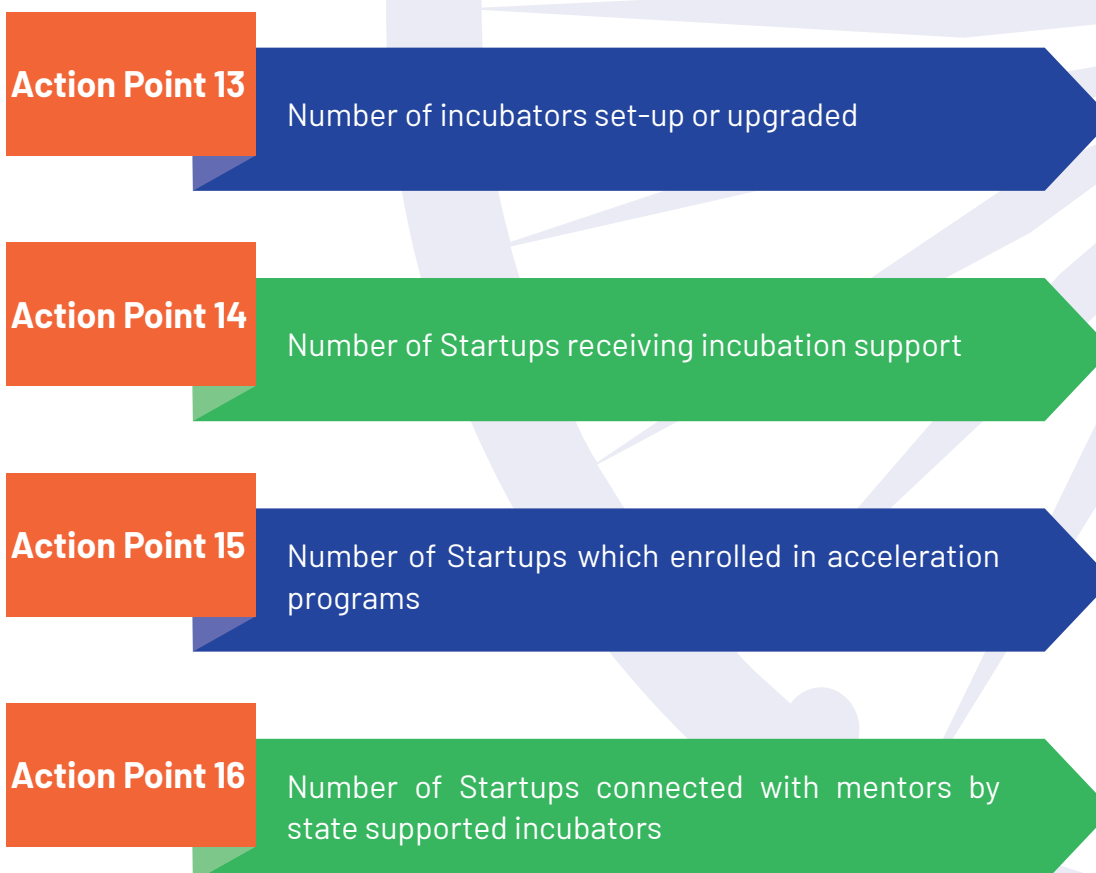 Action Point 13
Number of incubators set-up or upgraded
Action Point 14
Number of Startups receiving incubation support
Action Point 15
Number of Startups which enrolled in acceleration
programs
Action Point 16
Number of Startups connected with mentors by
state supported incubators